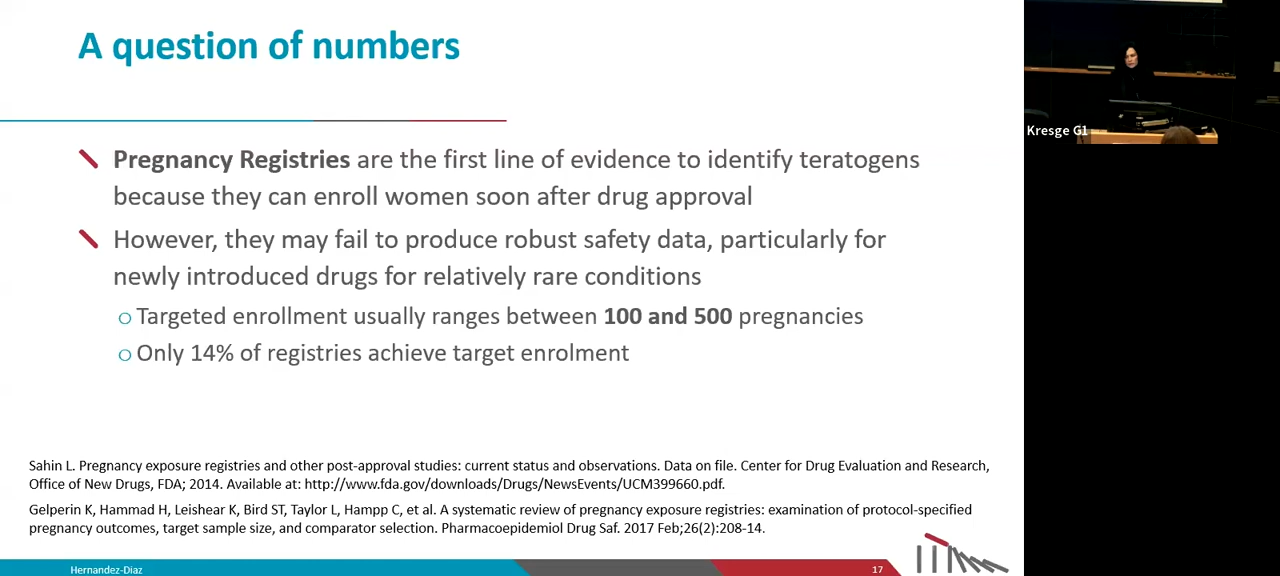 A question of numbers
Kresge G1
Pregnancy Registries are the first line of evidence to identify teratogens
because they can enroll women soon after drug approval
However, they may fail to produce robust safety data, particularly for
newly introduced drugs for relatively rare conditions
Targeted enrollment usually ranges between 100 and 500 pregnancies
Only 14% of registries achieve target enrolment
Sahin L. Pregnancy exposure registries and other post-approval studies: current status and observations. Data on file. Center for Drug Evaluation and Research,
Office of New Drugs, FDA; 2014. Available at: http://www.fda.gov/downloads/Drugs/NewsEvents/UCM399660.pdf.
Gelperin K, Hammad H, Leishear K, Bird ST, Taylor L, Hampp C, et al. A systematic review of pregnancy exposure registries: examination of protocol-specified
pregnancy outcomes, target sample size, and comparator selection. Pharmacoepidemiol Drug Saf. 2017 Feb;26(2):208-14.
Hernandez-Diaz
17